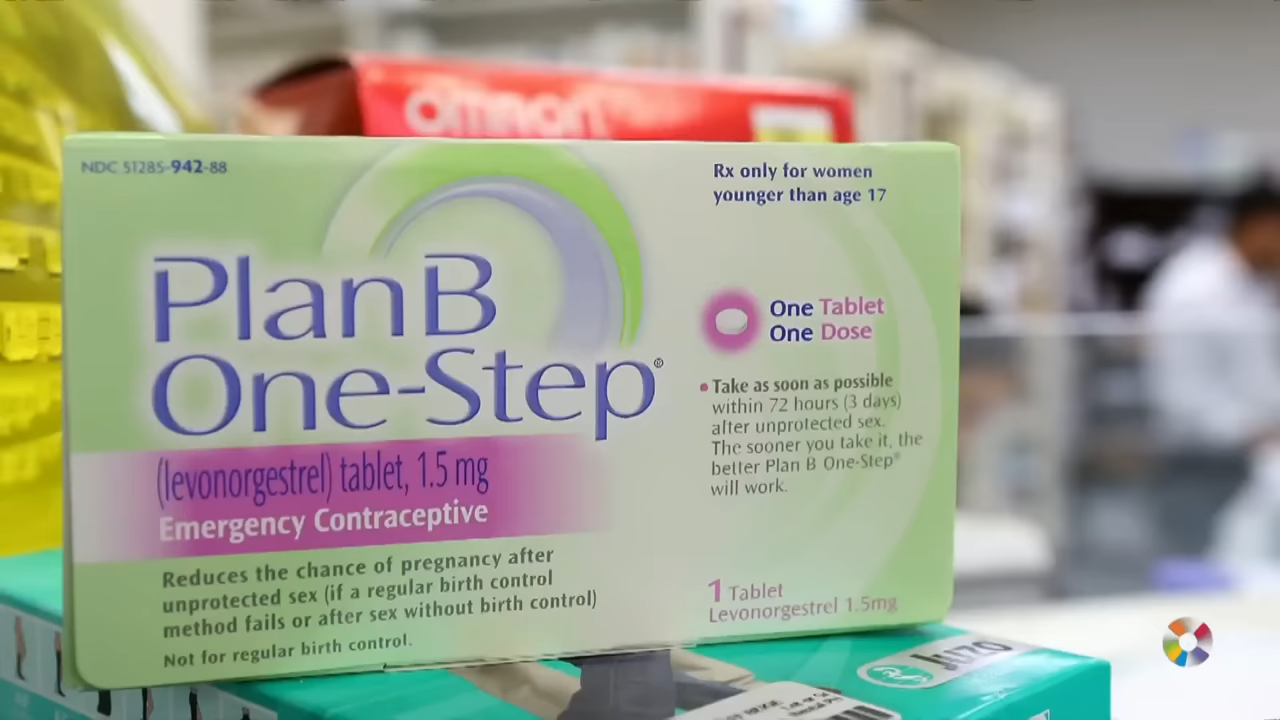 omron
NDC 51285-942-88
Rx only for women
younger than age 17
Plan B
One-Step®
(levonorgestrel) tablet, 1.5 mg
Emergency Contraceptive
Reduces the chance of pregnancy after
unprotected sex (if a regular birth control
method fails or after sex without birth control)
Not for regular birth control.
One Tablet
One Dose
• Take as soon as possible
within 72 hours (3 days)
after unprotected sex.
The sooner you take it, the
better Plan B One-Step®
will work.
1 Tablet
Levonorgestrel 1.5mg
JUZO